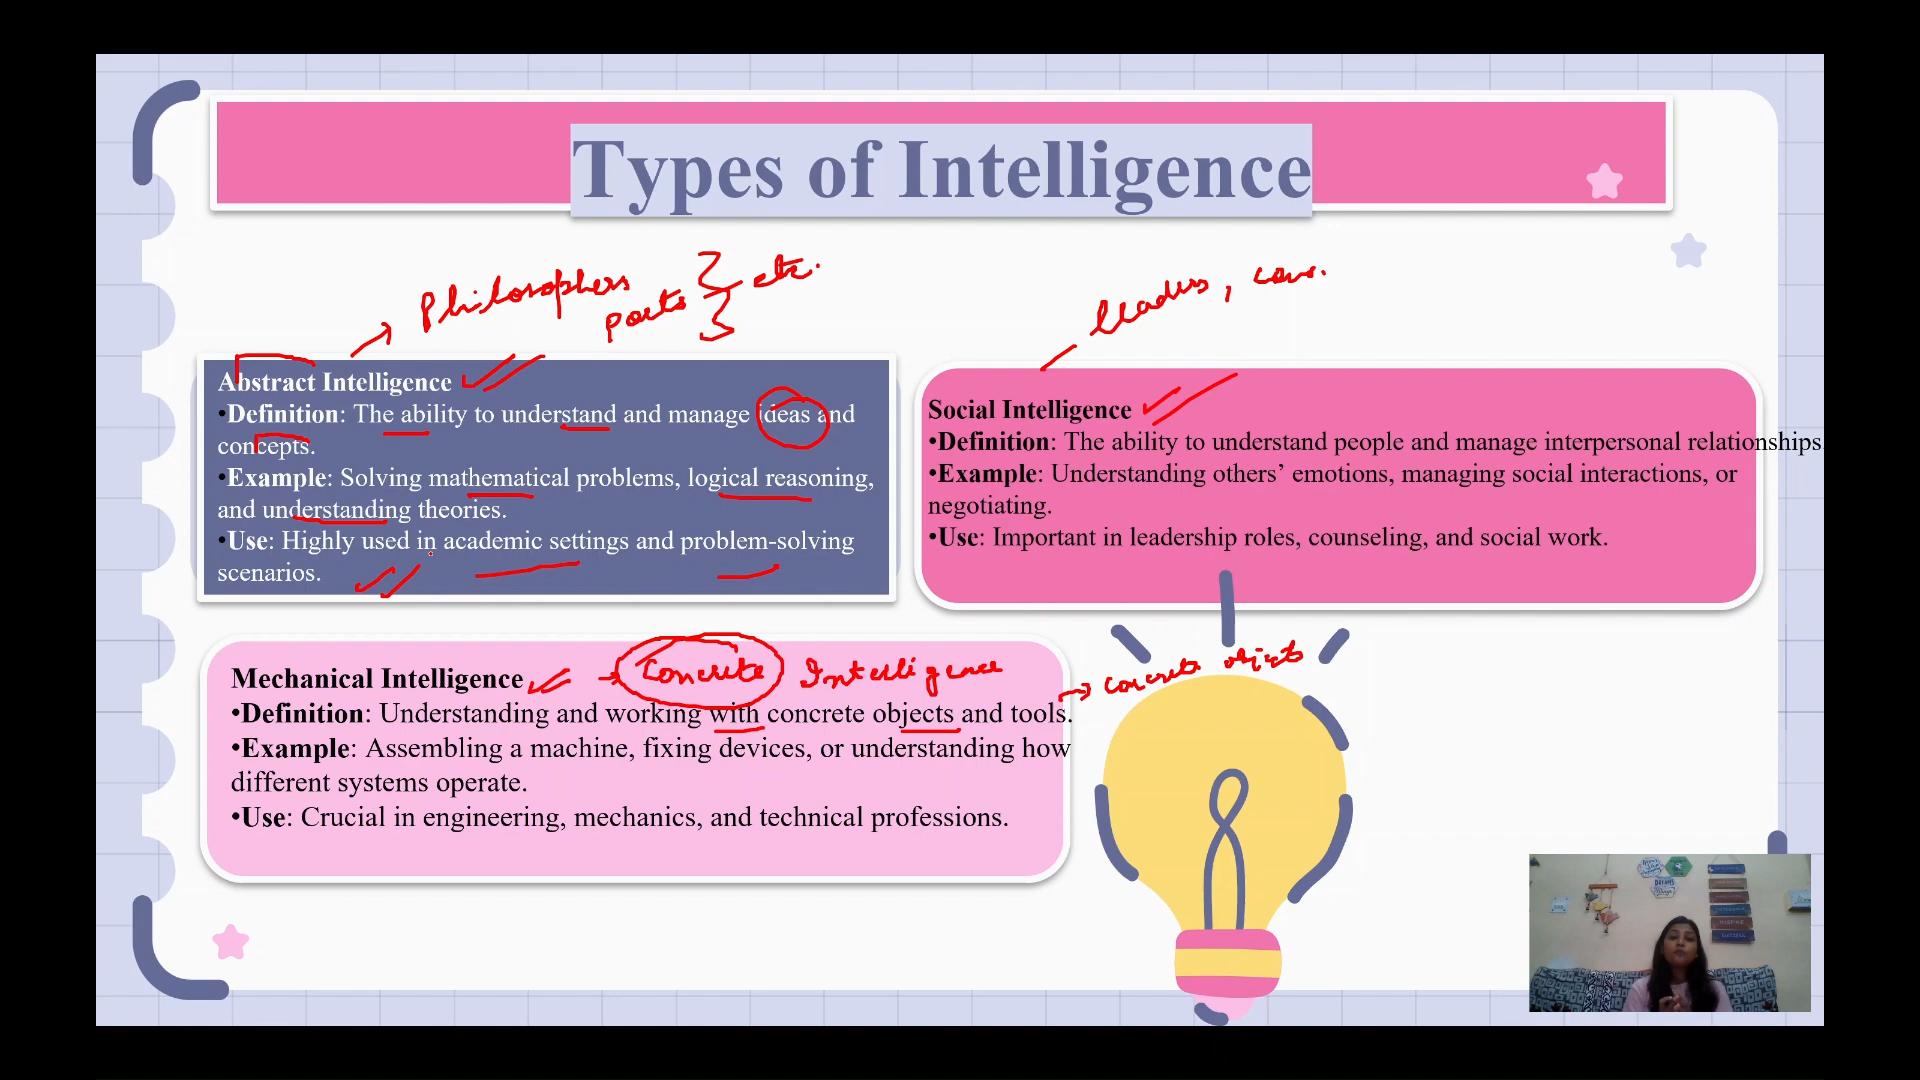 Types of Intelligence
Philosophers
poets
etc.
leaders, coun.
Abstract Intelligence
•Definition: The ability to understand and manage ideas and
concepts.
•Example: Solving mathematical problems, logical reasoning,
and understanding theories.
•Use: Highly used in academic settings and problem-solving
scenarios.
Social Intelligence
•Definition: The ability to understand people and manage interpersonal relationships.
•Example: Understanding others’ emotions, managing social interactions, or
negotiating.
•Use: Important in leadership roles, counseling, and social work.
Mechanical Intelligence → Concrete Intelligence
•Definition: Understanding and working with concrete objects and tools.
→ concrete objects
•Example: Assembling a machine, fixing devices, or understanding how
different systems operate.
•Use: Crucial in engineering, mechanics, and technical professions.
INSPIRE
SUCCESS